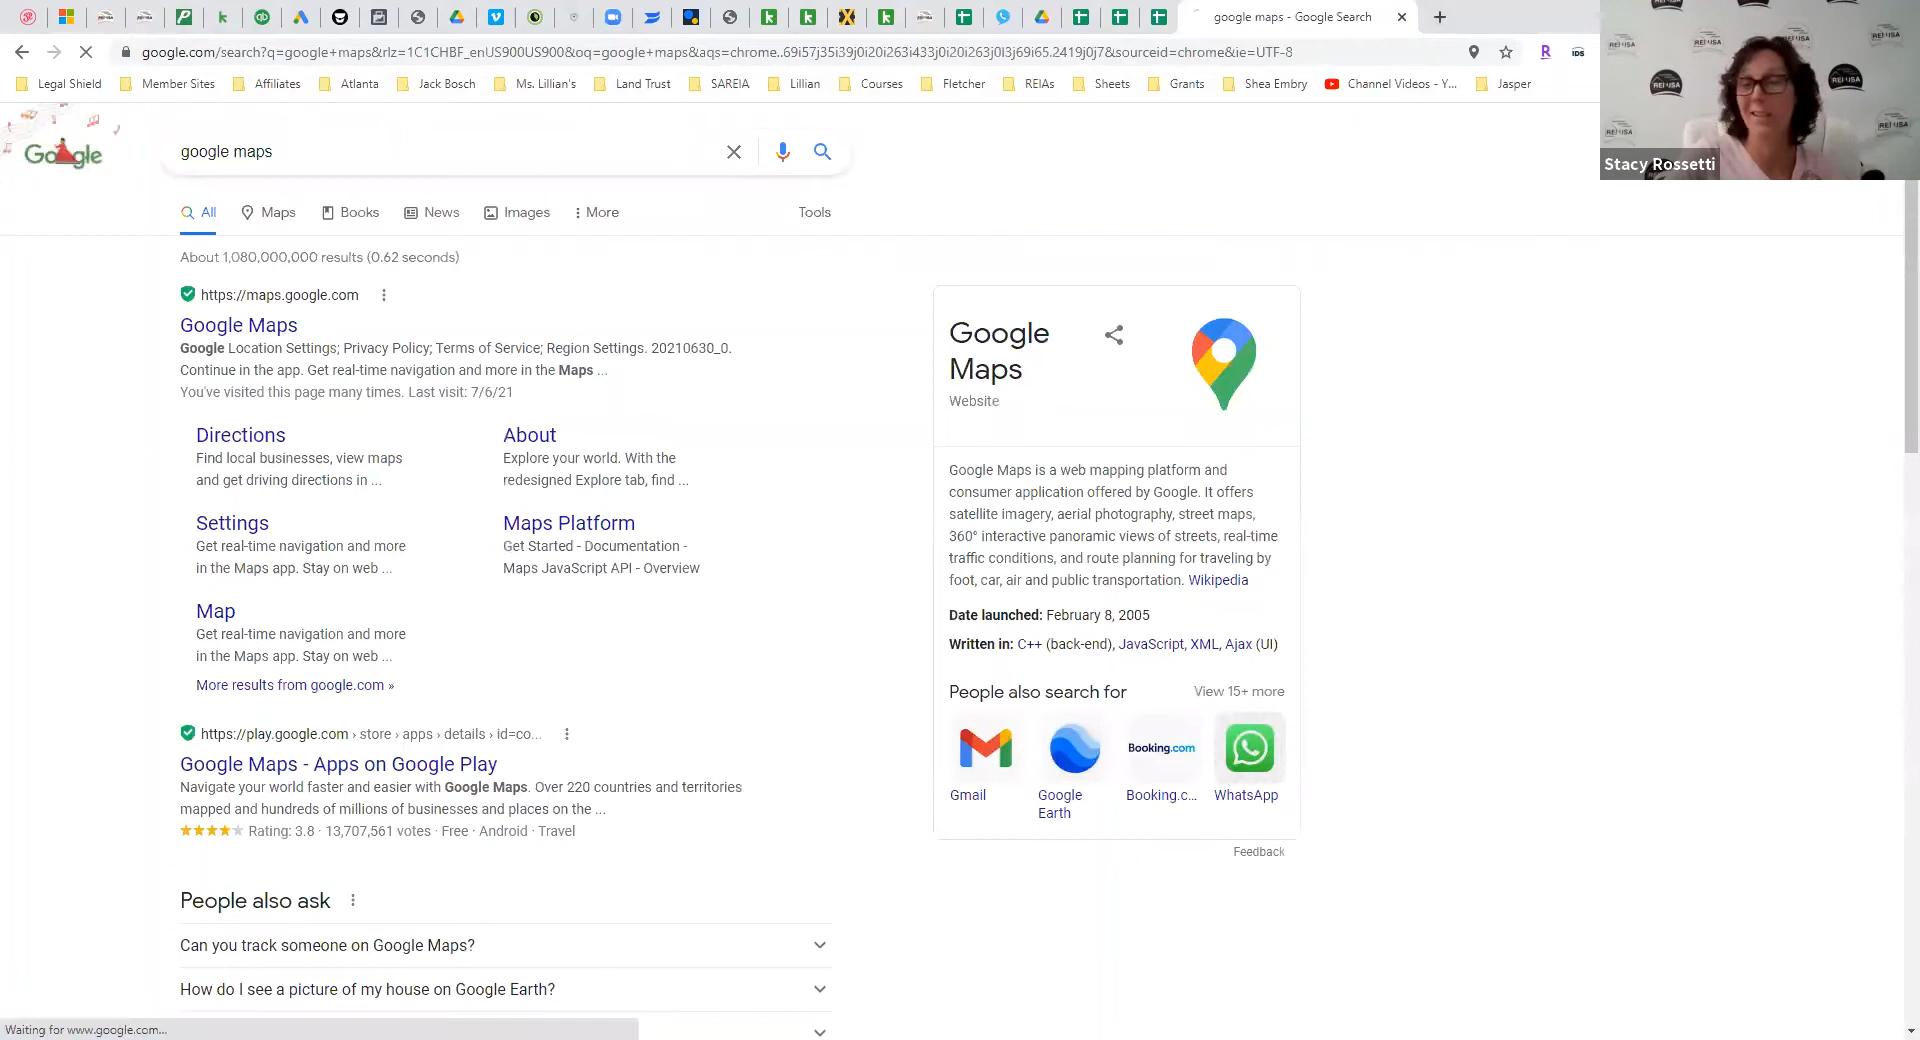 google maps - Google Search
google.com/search?q=google+maps&rlz=1C1CHBF_enUS900US900&oq=google+maps&aqs=chrome..69i57j35i39j0i20i263i433j0i20i263j0l3j69i65.2419j0j7&sourceid=chrome&ie=UTF-8
Legal Shield Member Sites Affiliates Atlanta Jack Bosch Ms. Lillian's Land Trust SAREIA Lillian Courses Fletcher REIAs Sheets Grants Shea Embry Channel Videos - Y... Jasper
REI USA
Stacy Rossetti
Google
google maps
All Maps Books News Images More Tools
About 1,080,000,000 results (0.62 seconds)
https://maps.google.com
Google Maps
Google Location Settings; Privacy Policy; Terms of Service; Region Settings. 20210630_0.
Continue in the app. Get real-time navigation and more in the Maps ...
You've visited this page many times. Last visit: 7/6/21
Directions
Find local businesses, view maps
and get driving directions in ...
About
Explore your world. With the
redesigned Explore tab, find ...
Settings
Get real-time navigation and more
in the Maps app. Stay on web ...
Maps Platform
Get Started - Documentation -
Maps JavaScript API - Overview
Map
Get real-time navigation and more
in the Maps app. Stay on web ...
More results from google.com »
https://play.google.com › store › apps › details › id=co...
Google Maps - Apps on Google Play
Navigate your world faster and easier with Google Maps. Over 220 countries and territories
mapped and hundreds of millions of businesses and places on the ...
Rating: 3.8 · 13,707,561 votes · Free · Android · Travel
People also ask
Can you track someone on Google Maps?
How do I see a picture of my house on Google Earth?
Google
Maps
Website
Google Maps is a web mapping platform and
consumer application offered by Google. It offers
satellite imagery, aerial photography, street maps,
360° interactive panoramic views of streets, real-time
traffic conditions, and route planning for traveling by
foot, car, air and public transportation. Wikipedia
Date launched: February 8, 2005
Written in: C++ (back-end), JavaScript, XML, Ajax (UI)
People also search for View 15+ more
Booking.com
Gmail
Google
Earth
Booking.c...
WhatsApp
Feedback
Waiting for www.google.com...